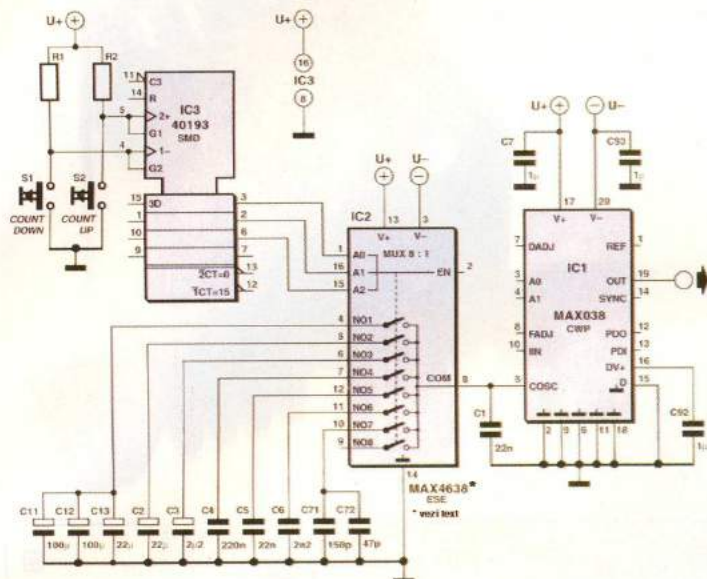 U+
R1
R2
11
C3
14
R
IC3
40193
SMD
5
2+
G1
4
1–
G2
S1
S2
COUNT
DOWN
COUNT
UP
15
3D
3
1
2
10
6
9
7
2CT=0
13
1CT=15
12
U+
16
IC3
8
U+
U–
IC2
13
3
V+
V–
1
A0
MUX 8 : 1
16
A1
EN
2
15
A2
4
NO1
5
NO2
6
NO3
7
NO4
12
NO5
11
NO6
10
NO7
9
NO8
COM
8
14
MAX4638*
ESE
* vezi text
C11
100µ
C12
100µ
C13
22µ
C2
22µ
C3
2µ2
C4
220n
C5
22n
C6
2n2
C71
150p
C72
47p
C1
22n
U+
U–
C7
1µ
C93
1µ
17
20
V+
V–
7
DADJ
REF
1
IC1
3
A0
OUT
19
4
A1
SYNC
14
MAX038
CWP
8
FADJ
PDO
12
10
IIN
PDI
13
DV+
16
5
COSC
D
15
2
9
6
11
18
C92
1µ